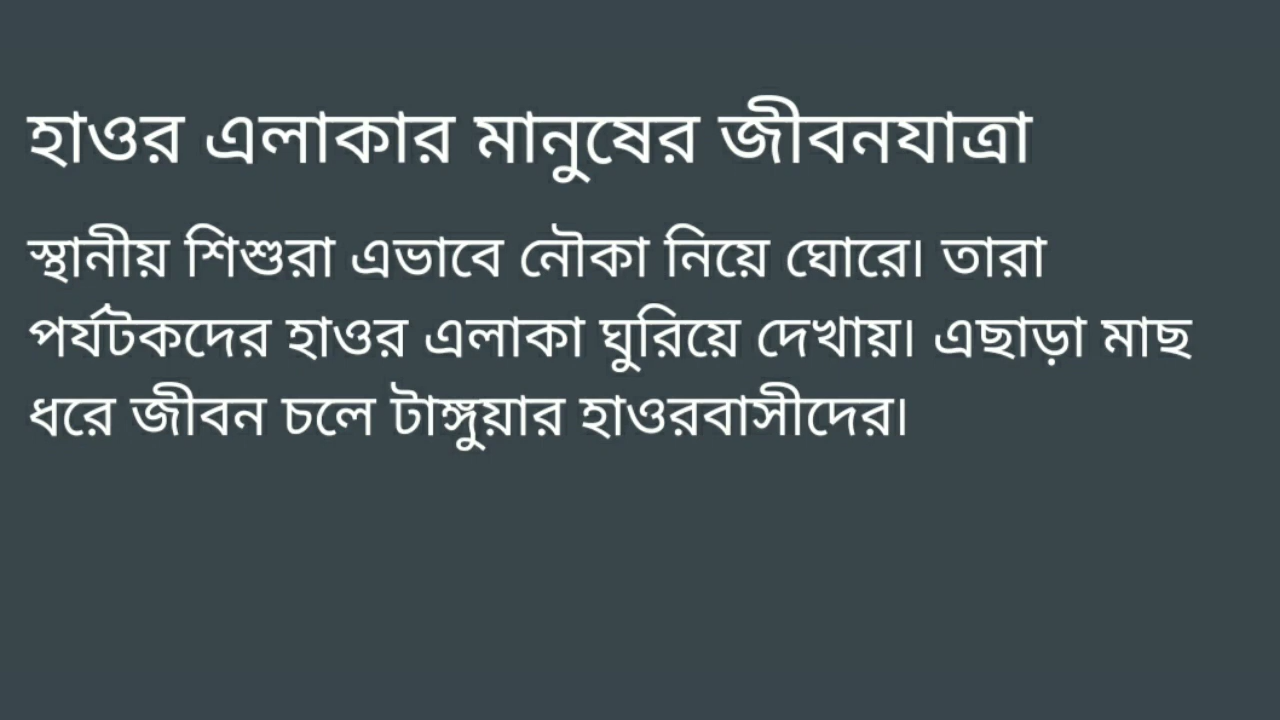 হাওর এলাকার মানুষের জীবনযাত্রা
স্থানীয় শিশুরা এভাবে নৌকা নিয়ে ঘোরে। তারা
পর্যটকদের হাওর এলাকা ঘুরিয়ে দেখায়। এছাড়া মাছ
ধরে জীবন চলে টাঙ্গুয়ার হাওরবাসীদের।